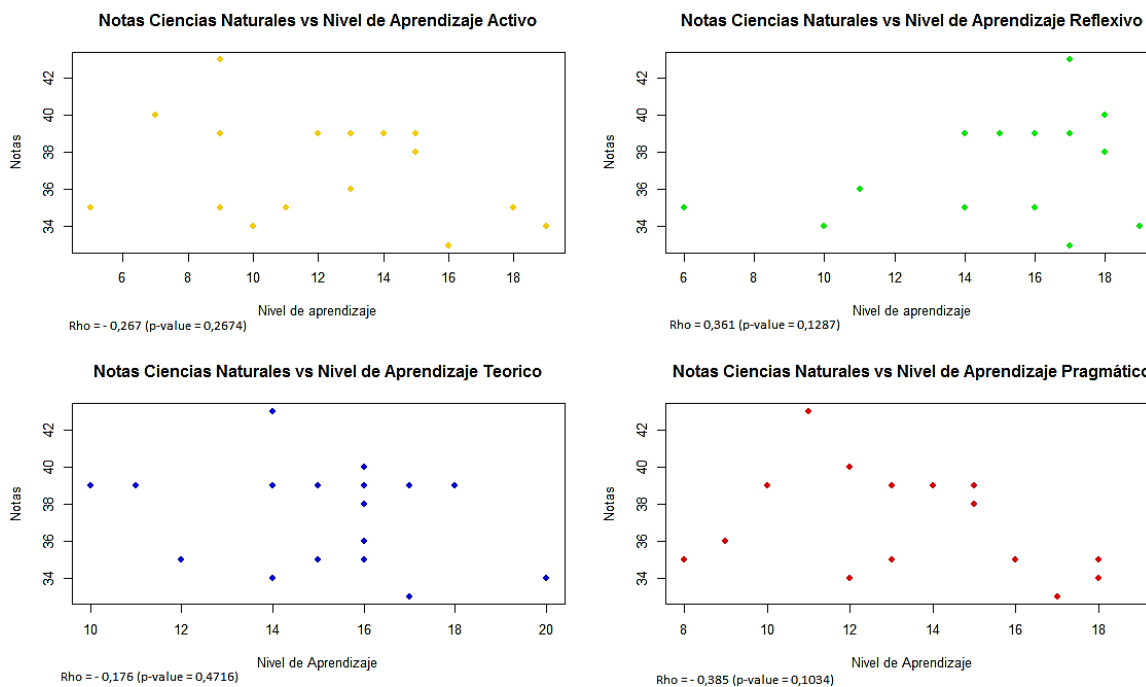 Notas Ciencias Naturales vs Nivel de Aprendizaje Activo
Notas
42
40
38
36
34
6 8 10 12 14 16 18
Nivel de aprendizaje
Rho = - 0,267 (p-value = 0,2674)
Notas Ciencias Naturales vs Nivel de Aprendizaje Reflexivo
Notas
42
40
38
36
34
6 8 10 12 14 16 18
Nivel de aprendizaje
Rho = 0,361 (p-value = 0,1287)
Notas Ciencias Naturales vs Nivel de Aprendizaje Teorico
Notas
42
40
38
36
34
10 12 14 16 18 20
Nivel de Aprendizaje
Rho = - 0,176 (p-value = 0,4716)
Notas Ciencias Naturales vs Nivel de Aprendizaje Pragmático
Notas
42
40
38
36
34
8 10 12 14 16 18
Nivel de Aprendizaje
Rho = - 0,385 (p-value = 0,1034)